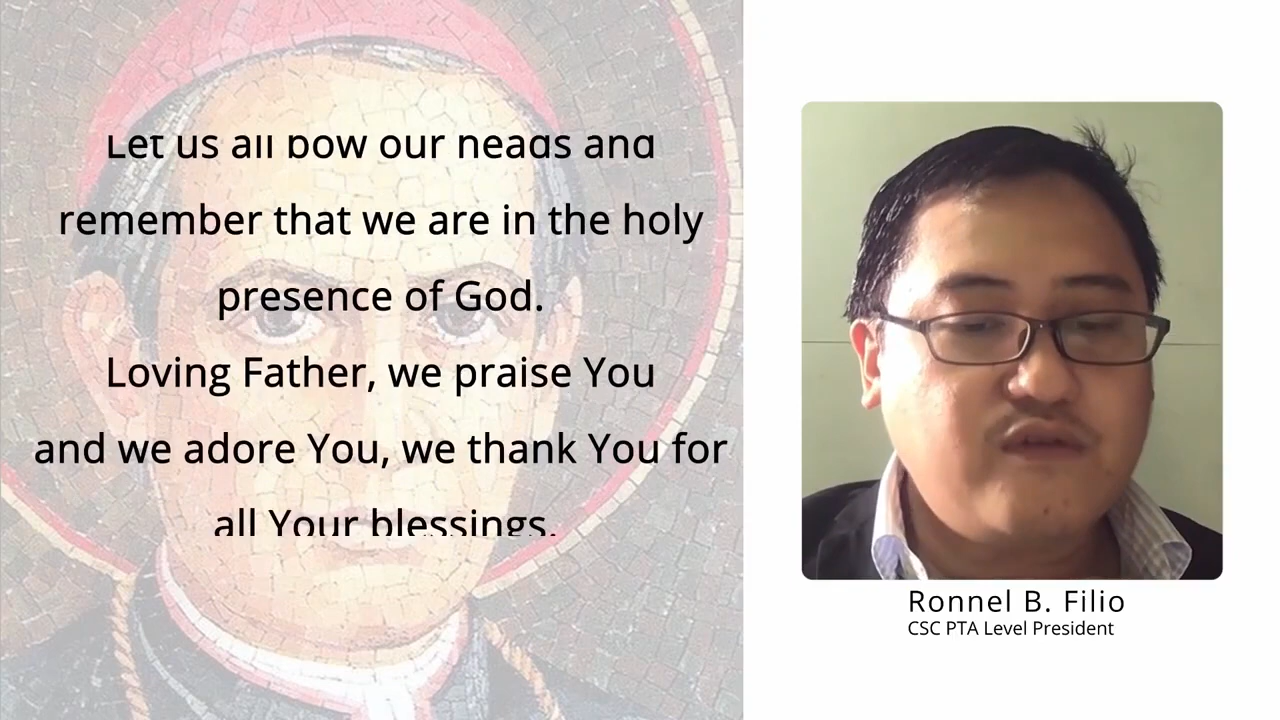 Let us all bow our heads and
remember that we are in the holy
presence of God.
Loving Father, we praise You
and we adore You, we thank You for
all Your blessings.
Ronnel B. Filio
CSC PTA Level President